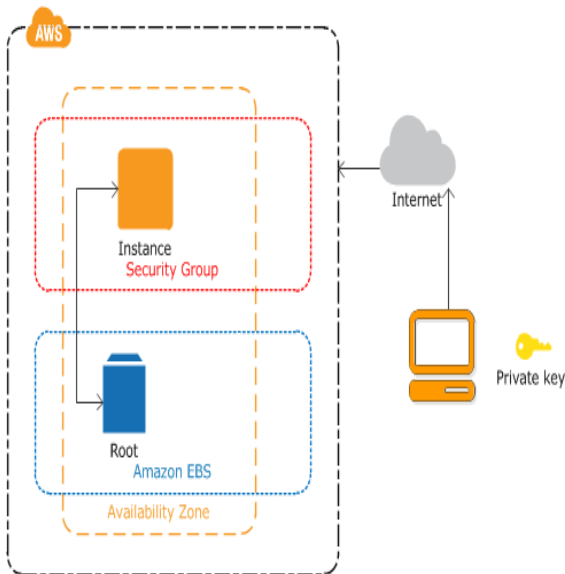 AWS
Internet
Instance
Security Group
Private key
Root
Amazon EBS
Availability Zone